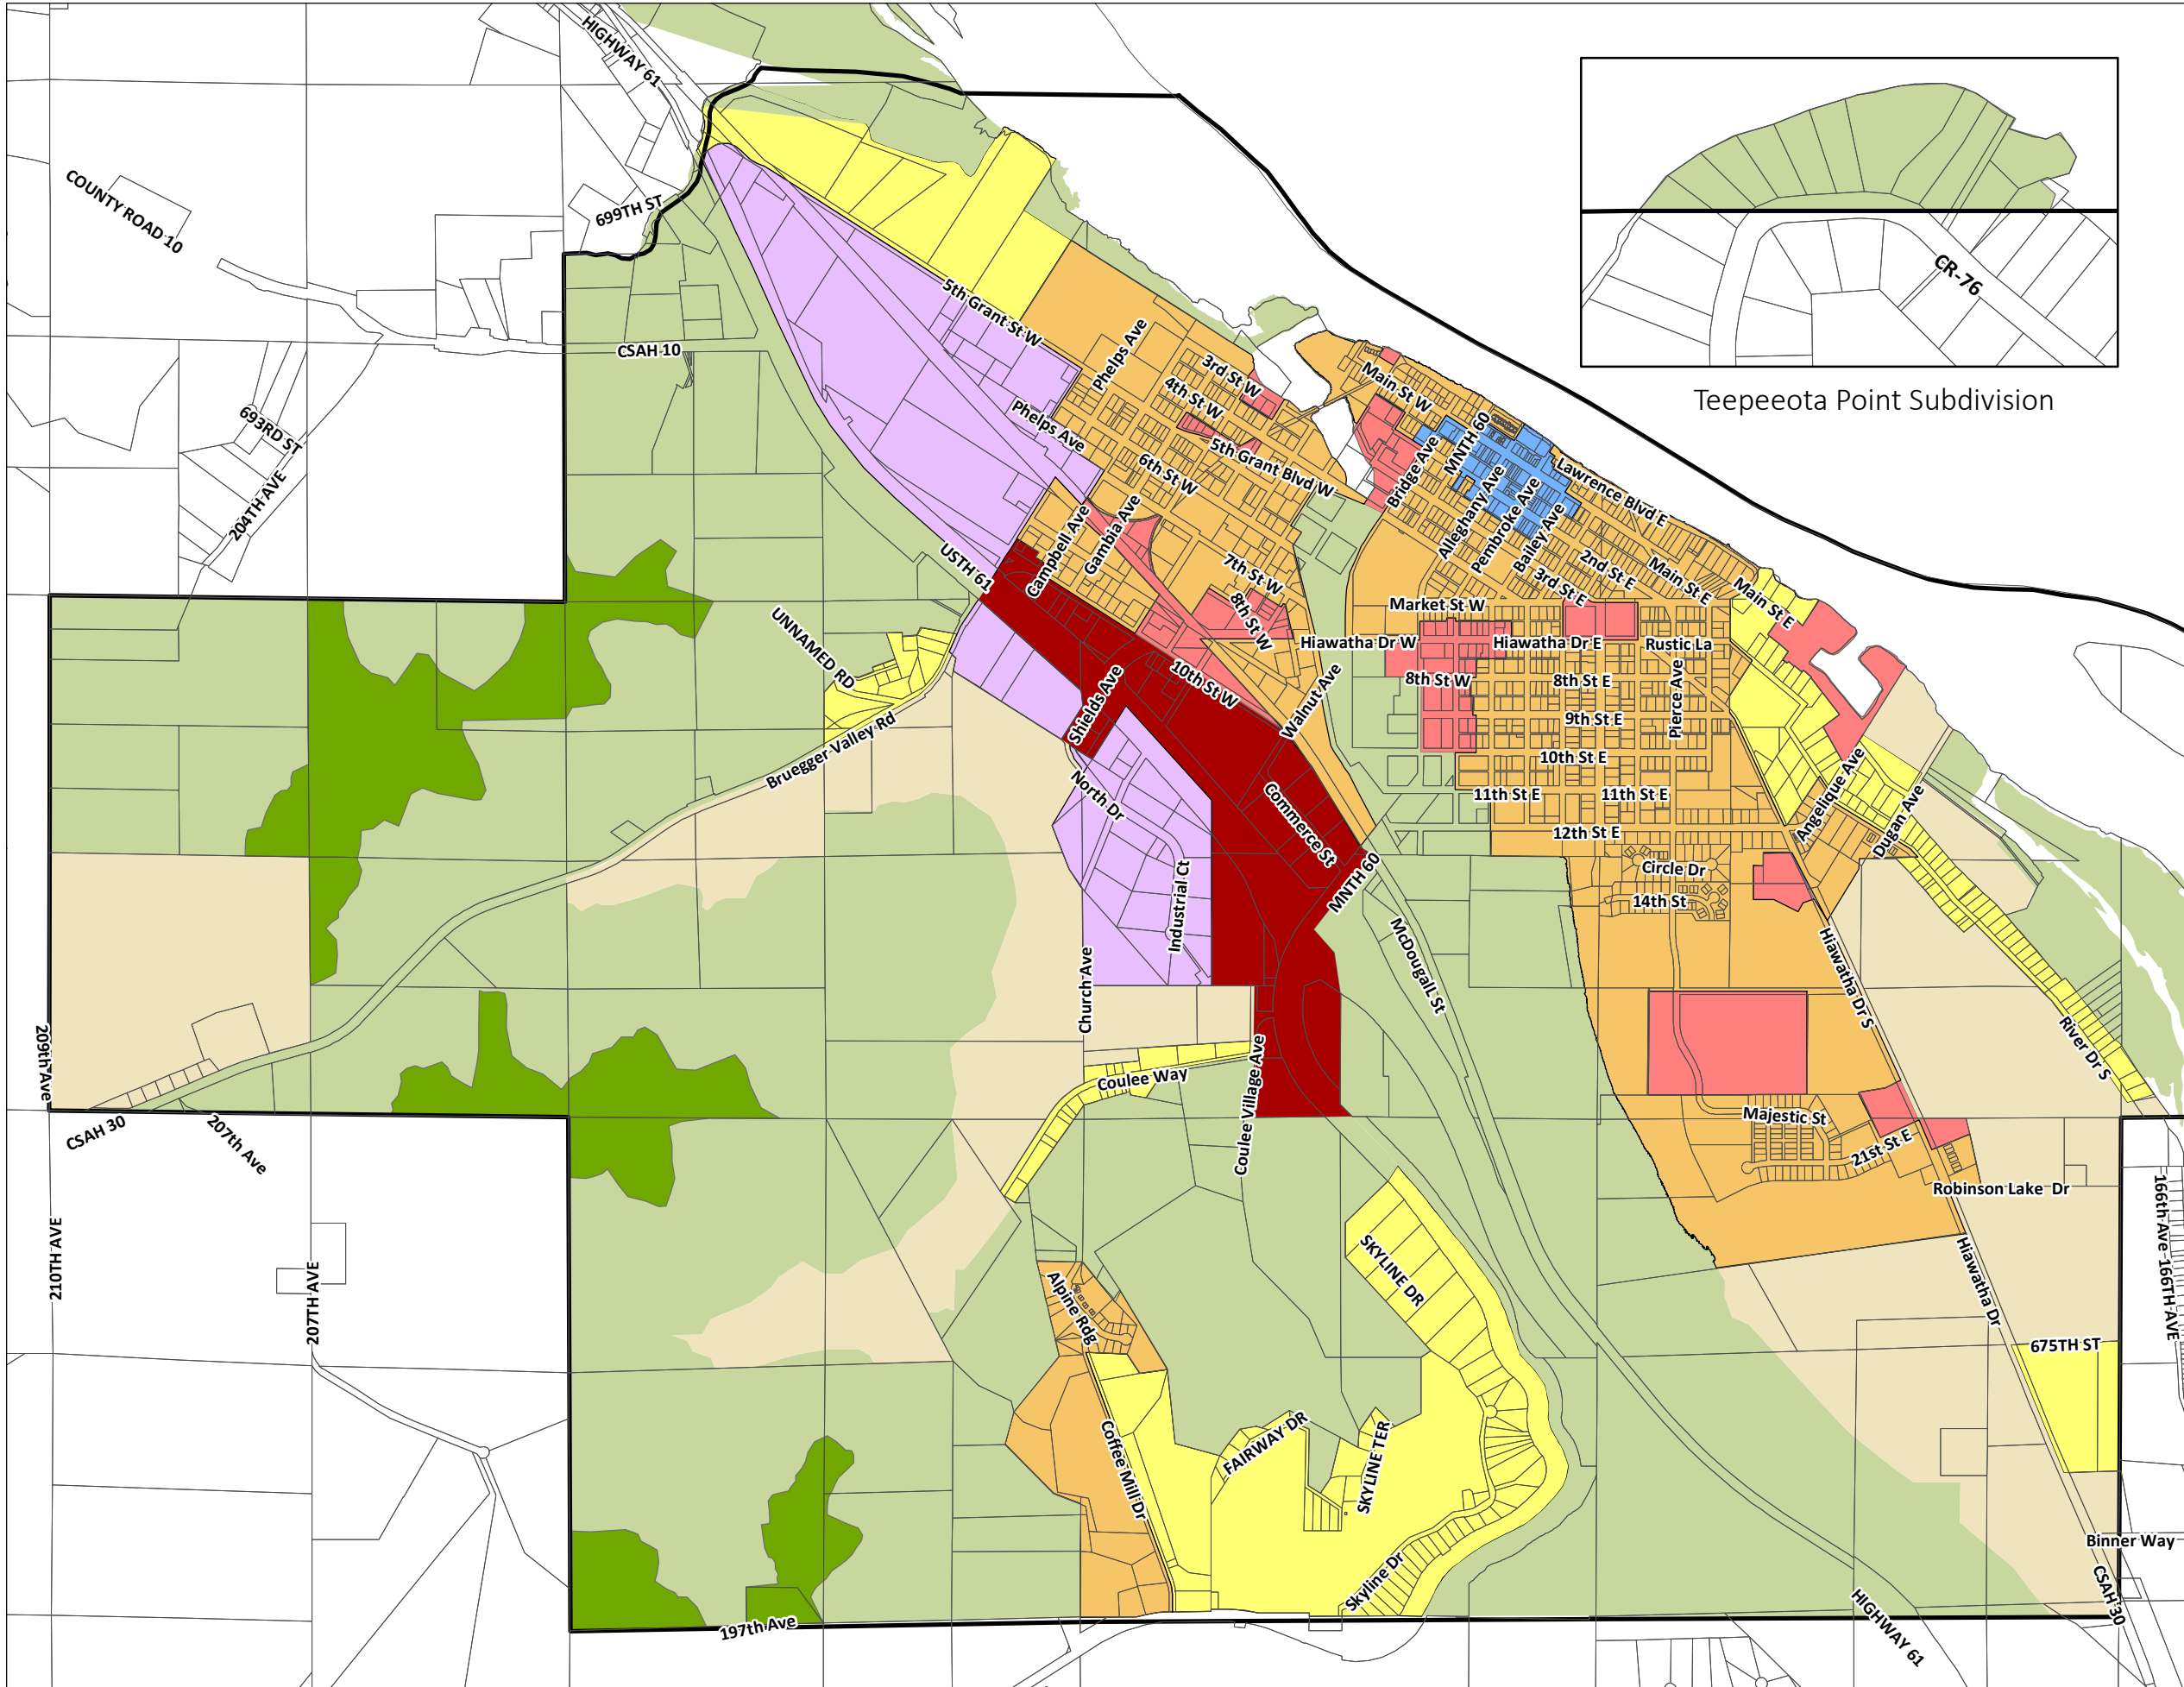 HIGHWAY 61
COUNTY ROAD 10
699TH ST
CR-76
5th Grant St W
CSAH 10
Phelps Ave
3rd St W
Main St W
Teepeeota Point Subdivision
4th St W
693RD ST
Phelps Ave
MNTH 60
5th Grant Blvd W
6th St W
Bridge Ave
Lawrence Blvd E
204TH AVE
Alleghany Ave
Pembroke Ave
Bailey Ave
Gambia Ave
Campbell Ave
USTH 61
7th St W
2nd St E
3rd St E
Main St E
Main St E
Market St W
8th St W
UNNAMED RD
Hiawatha Dr W
Hiawatha Dr E
Rustic La
10th St W
8th St W
8th St E
Pierce Ave
Shields Ave
Walnut Ave
9th St E
Bruegger Valley Rd
10th St E
North Dr
11th St E
11th St E
Angelique Ave
Dugan Ave
Commerce St
12th St E
Circle Dr
MNTH 60
14th St
Industrial Ct
McDougall St
Hiawatha Dr S
Church Ave
209th Ave
River Dr S
Coulee Way
Coulee Village Ave
Majestic St
CSAH 30
207th Ave
21st St E
Robinson Lake Dr
166th Ave
166TH AVE
210TH AVE
207TH AVE
SKYLINE DR
Alpine Rdg
Hiawatha Dr
675TH ST
Coffee Mill Dr
FAIRWAY DR
SKYLINE TER
Binner Way
Skyline Dr
CSAH 30
197th Ave
HIGHWAY 61